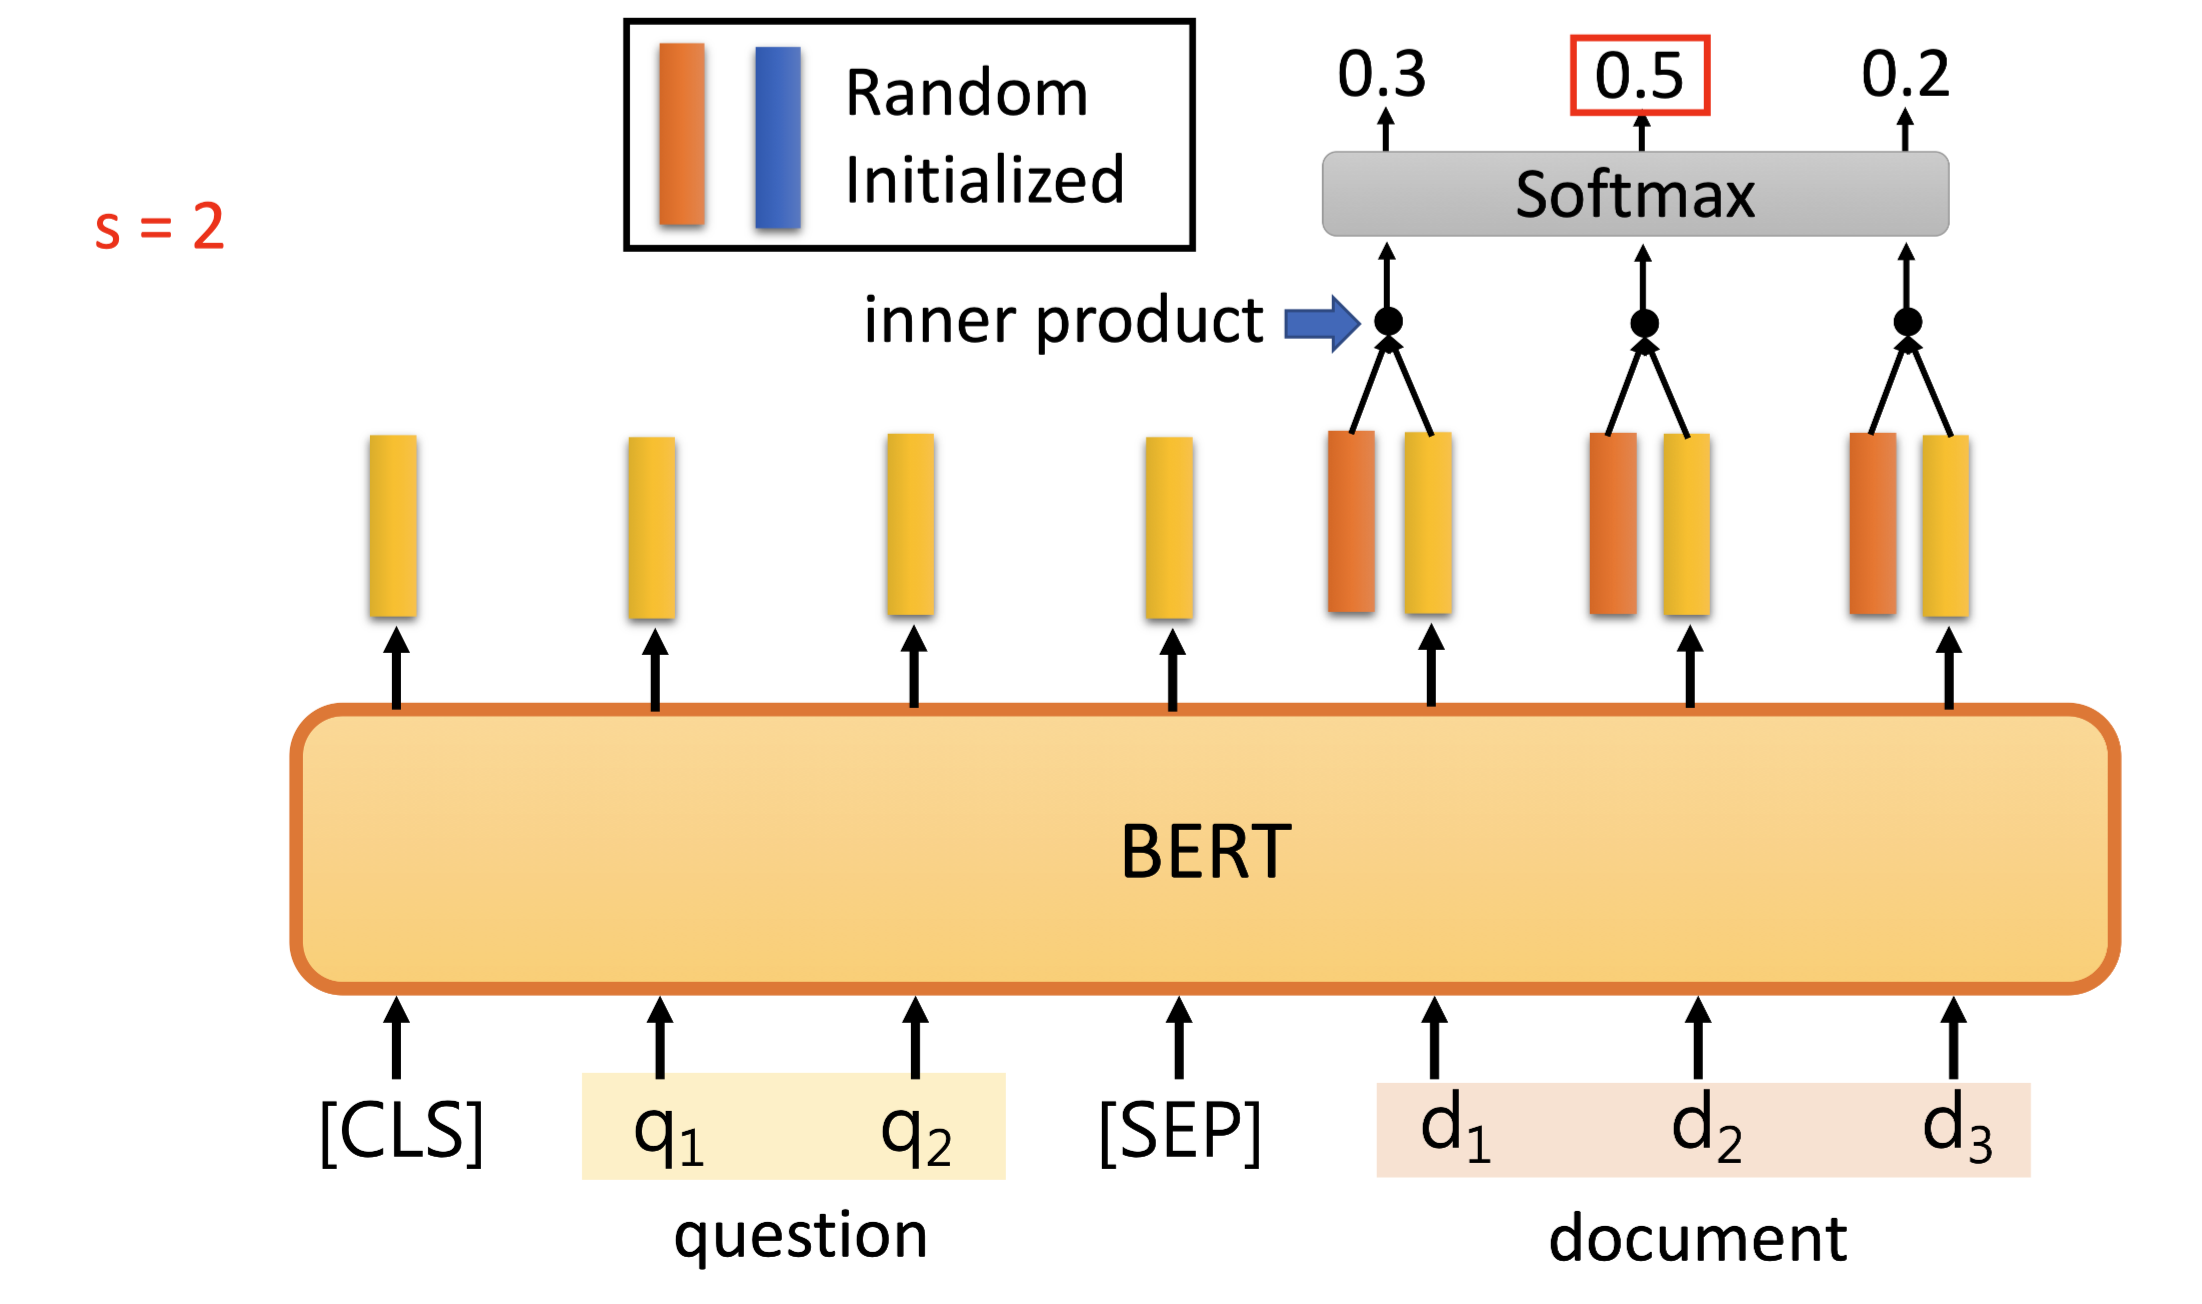 Random
Initialized
0.3 0.5 0.2
Softmax
s = 2
inner product
BERT
[CLS] q₁ q₂ [SEP] d₁ d₂ d₃
question document